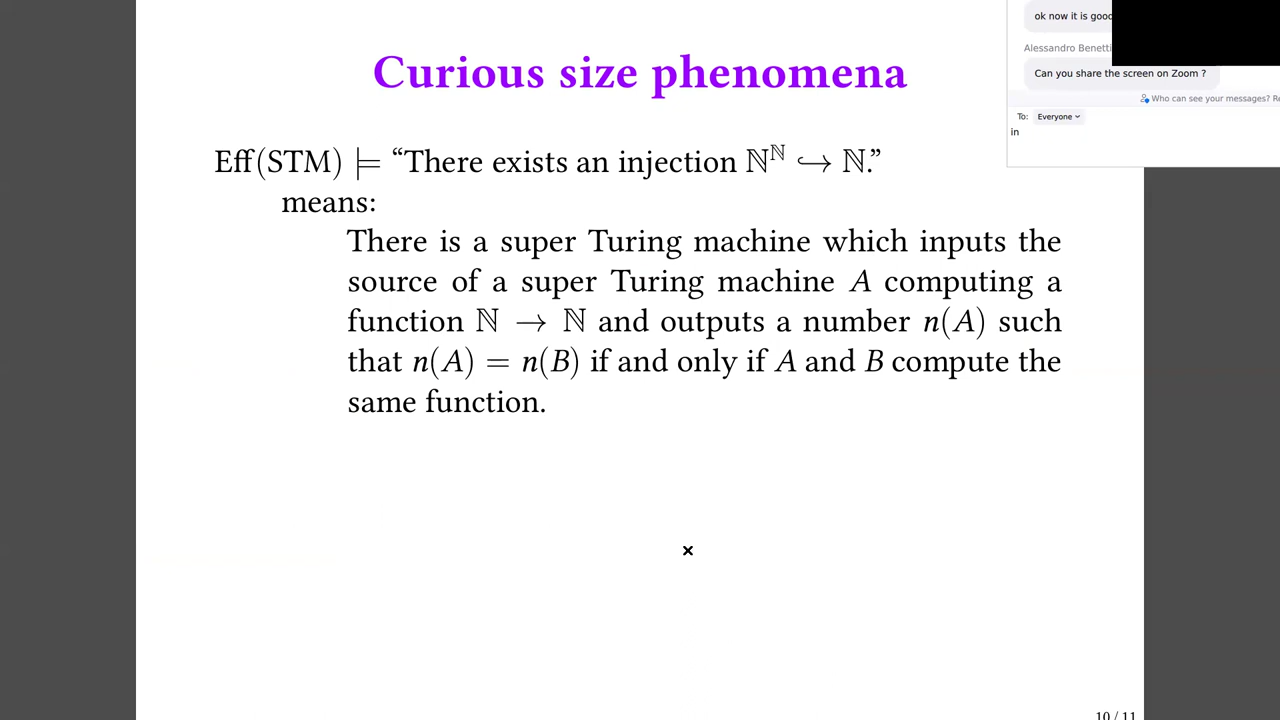 Curious size phenomena
Eff(STM) ⊨ “There exists an injection ℕ^ℕ ↪ ℕ.”
means:
There is a super Turing machine which inputs the
source of a super Turing machine A computing a
function ℕ → ℕ and outputs a number n(A) such
that n(A) = n(B) if and only if A and B compute the
same function.
ok now it is good
Alessandro Benetti
Can you share the screen on Zoom ?
Who can see your messages?
To: Everyone
in
10 / 11